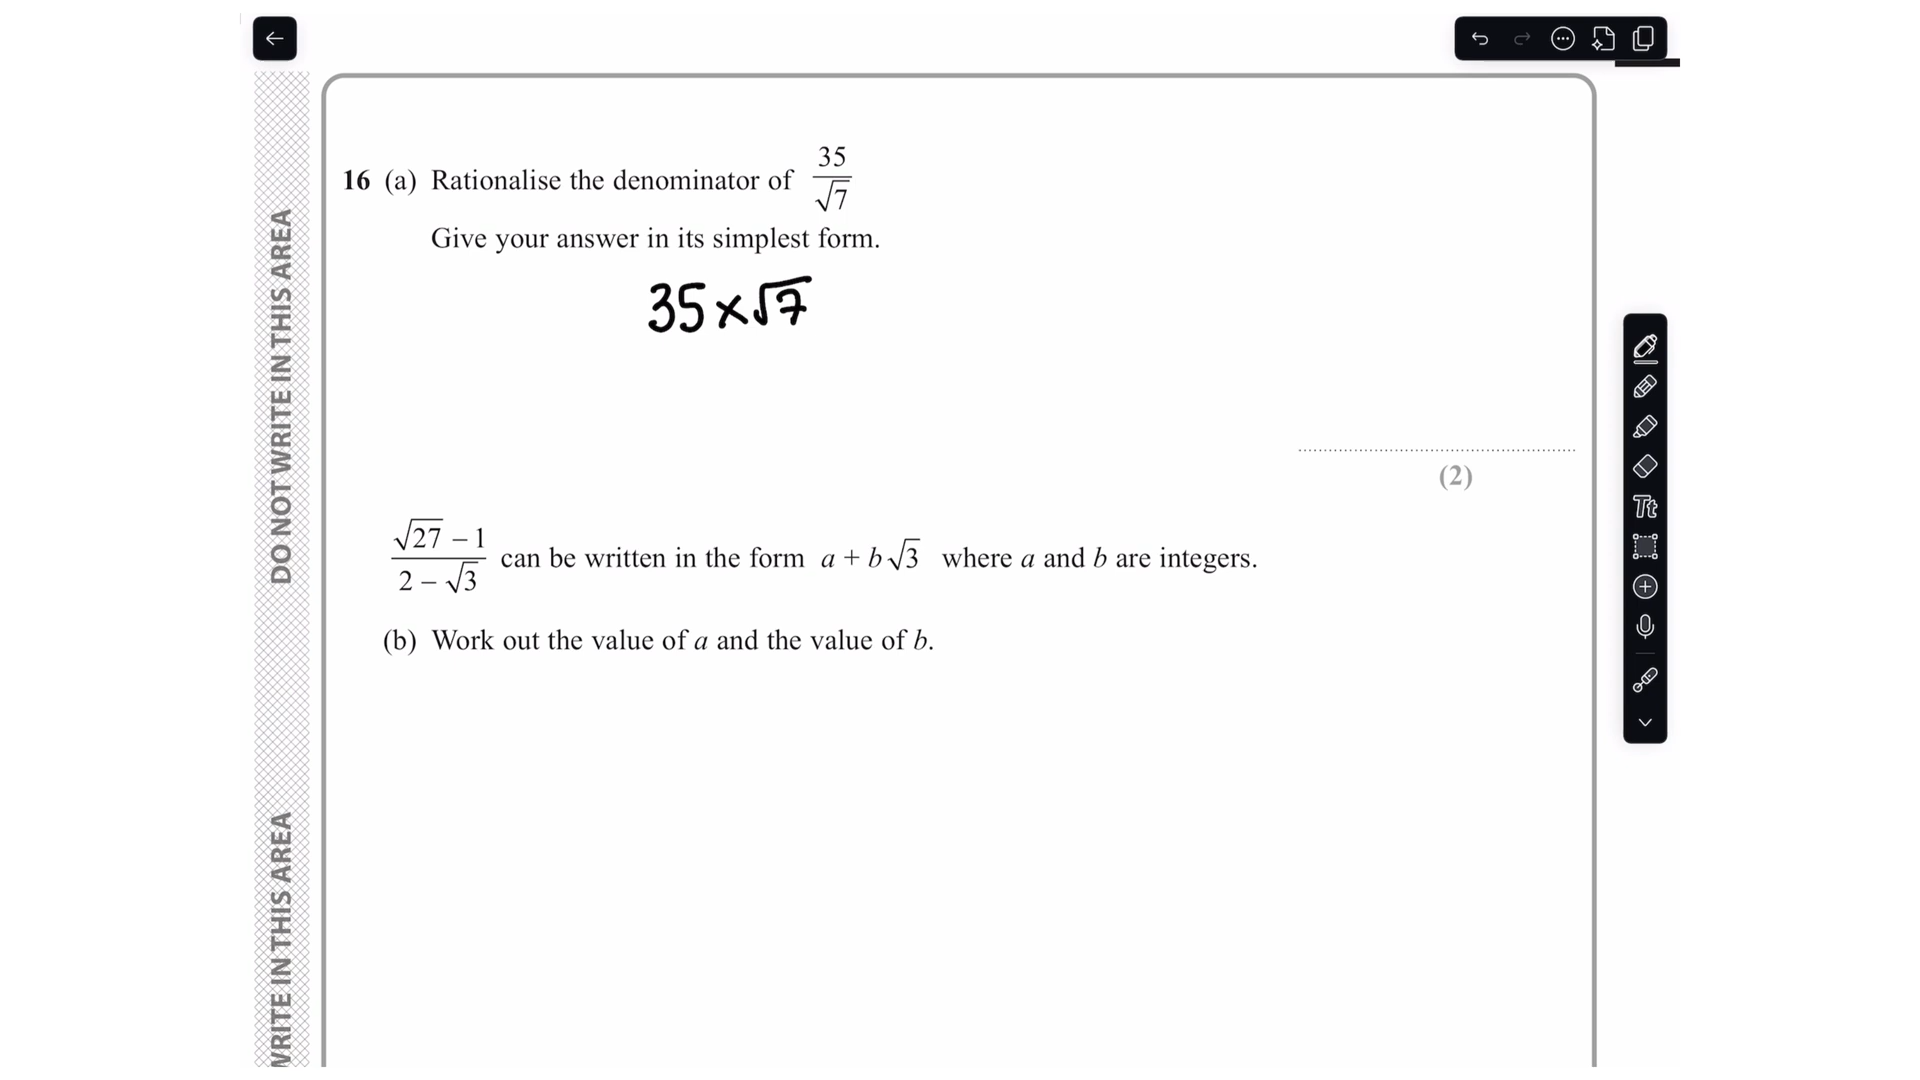 16 (a) Rationalise the denominator of 35/√7
Give your answer in its simplest form.
35×√7
(2)
(√27 – 1)/(2 – √3) can be written in the form a + b√3 where a and b are integers.
(b) Work out the value of a and the value of b.
DO NOT WRITE IN THIS AREA
WRITE IN THIS AREA
Tt